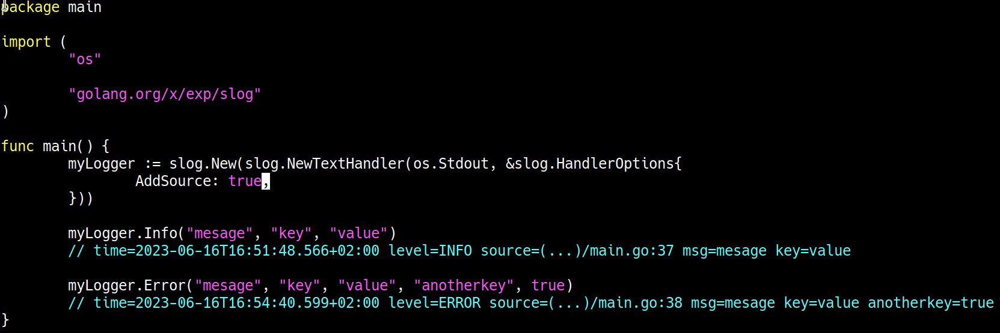 package main

import (
        "os"

        "golang.org/x/exp/slog"
)

func main() {
        myLogger := slog.New(slog.NewTextHandler(os.Stdout, &slog.HandlerOptions{
                AddSource: true,
        }))

        myLogger.Info("mesage", "key", "value")
        // time=2023-06-16T16:51:48.566+02:00 level=INFO source=(...)/main.go:37 msg=mesage key=value

        myLogger.Error("mesage", "key", "value", "anotherkey", true)
        // time=2023-06-16T16:54:40.599+02:00 level=ERROR source=(...)/main.go:38 msg=mesage key=value anotherkey=true
}